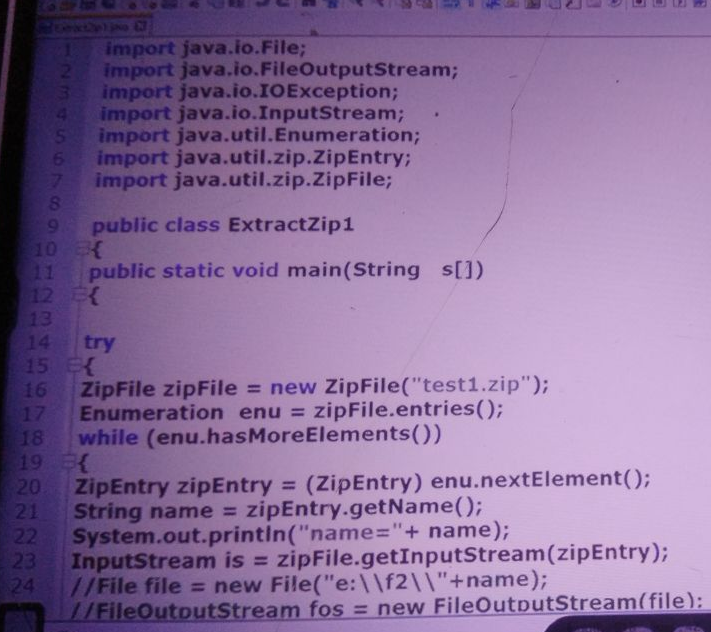 ExtractZip1.java
1 import java.io.File;
2 import java.io.FileOutputStream;
3 import java.io.IOException;
4 import java.io.InputStream;
5 import java.util.Enumeration;
6 import java.util.zip.ZipEntry;
7 import java.util.zip.ZipFile;
8
9 public class ExtractZip1
10 {
11 public static void main(String s[])
12 {
13
14 try
15 {
16 ZipFile zipFile = new ZipFile("test1.zip");
17 Enumeration enu = zipFile.entries();
18 while (enu.hasMoreElements())
19 {
20 ZipEntry zipEntry = (ZipEntry) enu.nextElement();
21 String name = zipEntry.getName();
22 System.out.println("name="+ name);
23 InputStream is = zipFile.getInputStream(zipEntry);
24 //File file = new File("e:\\f2\\"+name);
//FileOutputStream fos = new FileOutputStream(file);